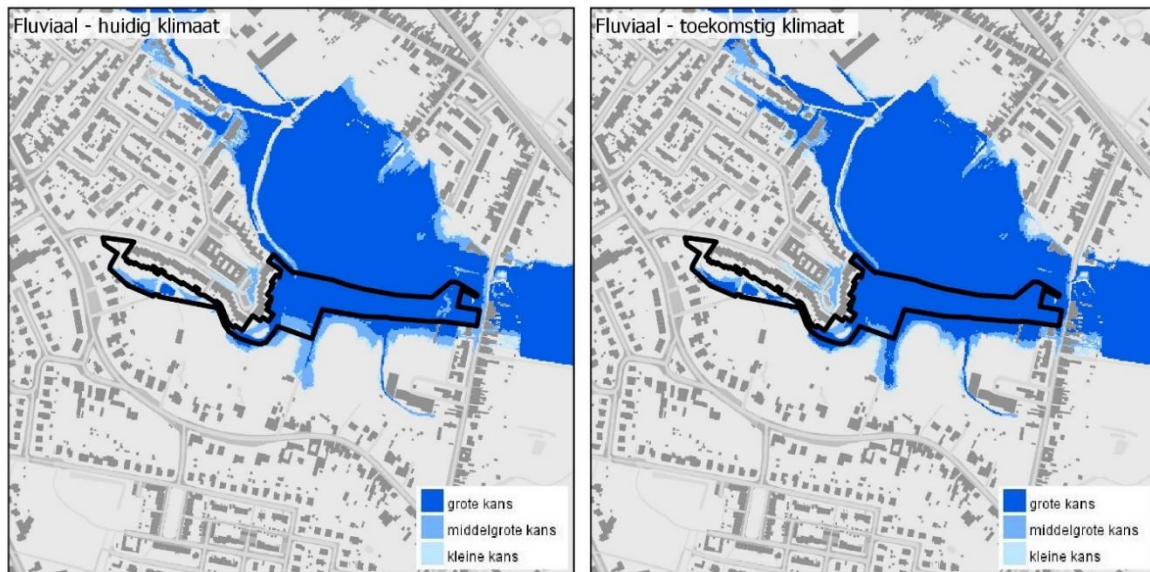 Fluviaal - huidig klimaat
grote kans
middelgrote kans
kleine kans
Fluviaal - toekomstig klimaat
grote kans
middelgrote kans
kleine kans